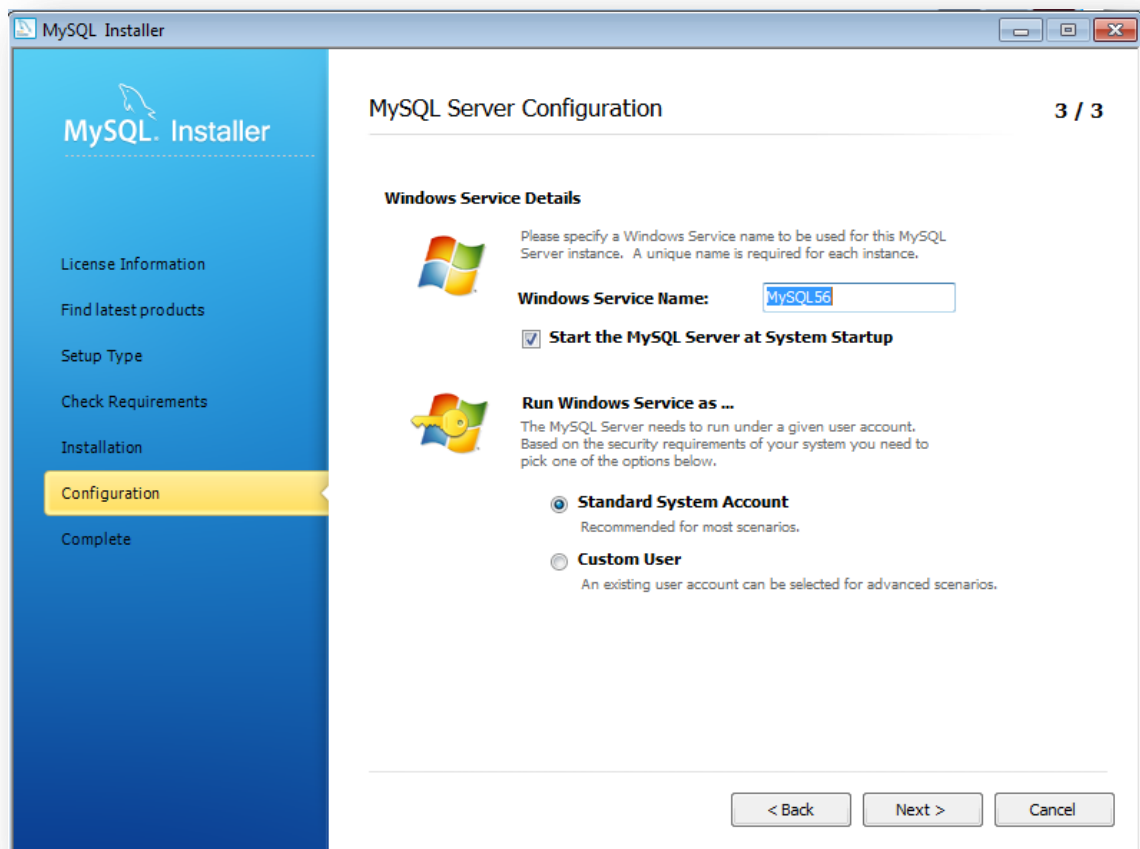 MySQL Installer
MySQL. Installer
License Information
Find latest products
Setup Type
Check Requirements
Installation
Configuration
Complete
MySQL Server Configuration
3 / 3
Windows Service Details
Please specify a Windows Service name to be used for this MySQL
Server instance. A unique name is required for each instance.
Windows Service Name: MySQL56
Start the MySQL Server at System Startup
Run Windows Service as ...
The MySQL Server needs to run under a given user account.
Based on the security requirements of your system you need to
pick one of the options below.
Standard System Account
Recommended for most scenarios.
Custom User
An existing user account can be selected for advanced scenarios.
< Back Next > Cancel